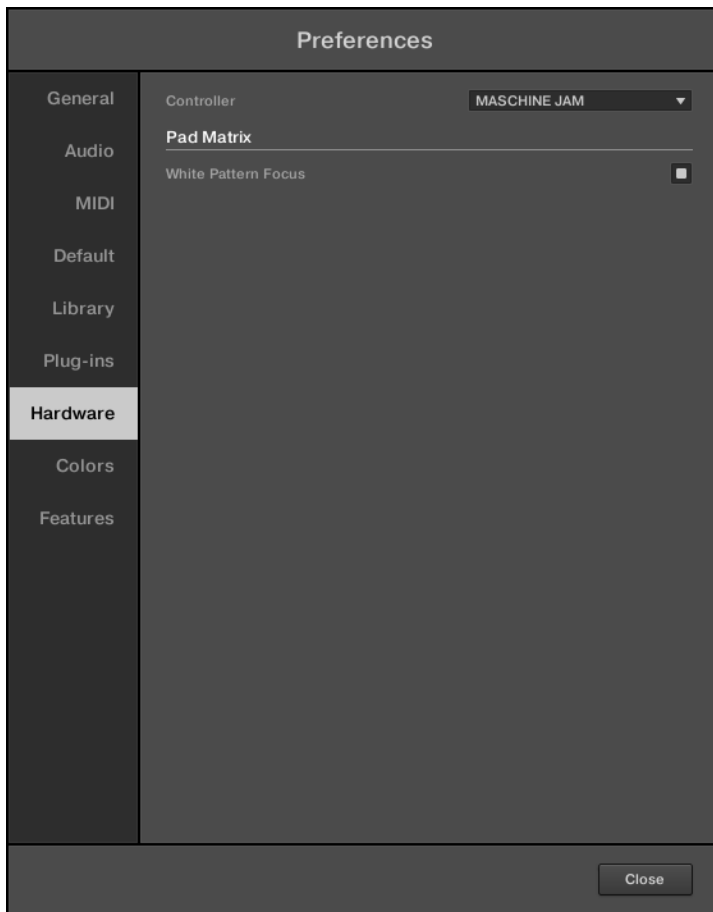 Preferences
General
Audio
MIDI
Default
Library
Plug-ins
Hardware
Colors
Features
Controller MASCHINE JAM
Pad Matrix
White Pattern Focus
Close